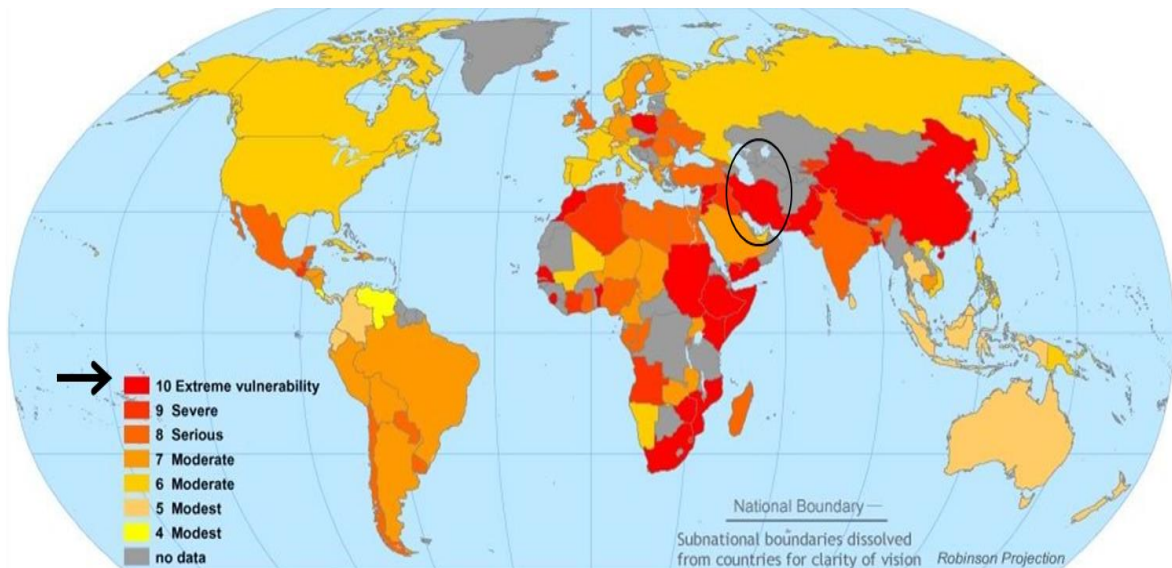 10 Extreme vulnerability
9 Severe
8 Serious
7 Moderate
6 Moderate
5 Modest
4 Modest
no data
National Boundary
Subnational boundaries dissolved
from countries for clarity of vision
Robinson Projection